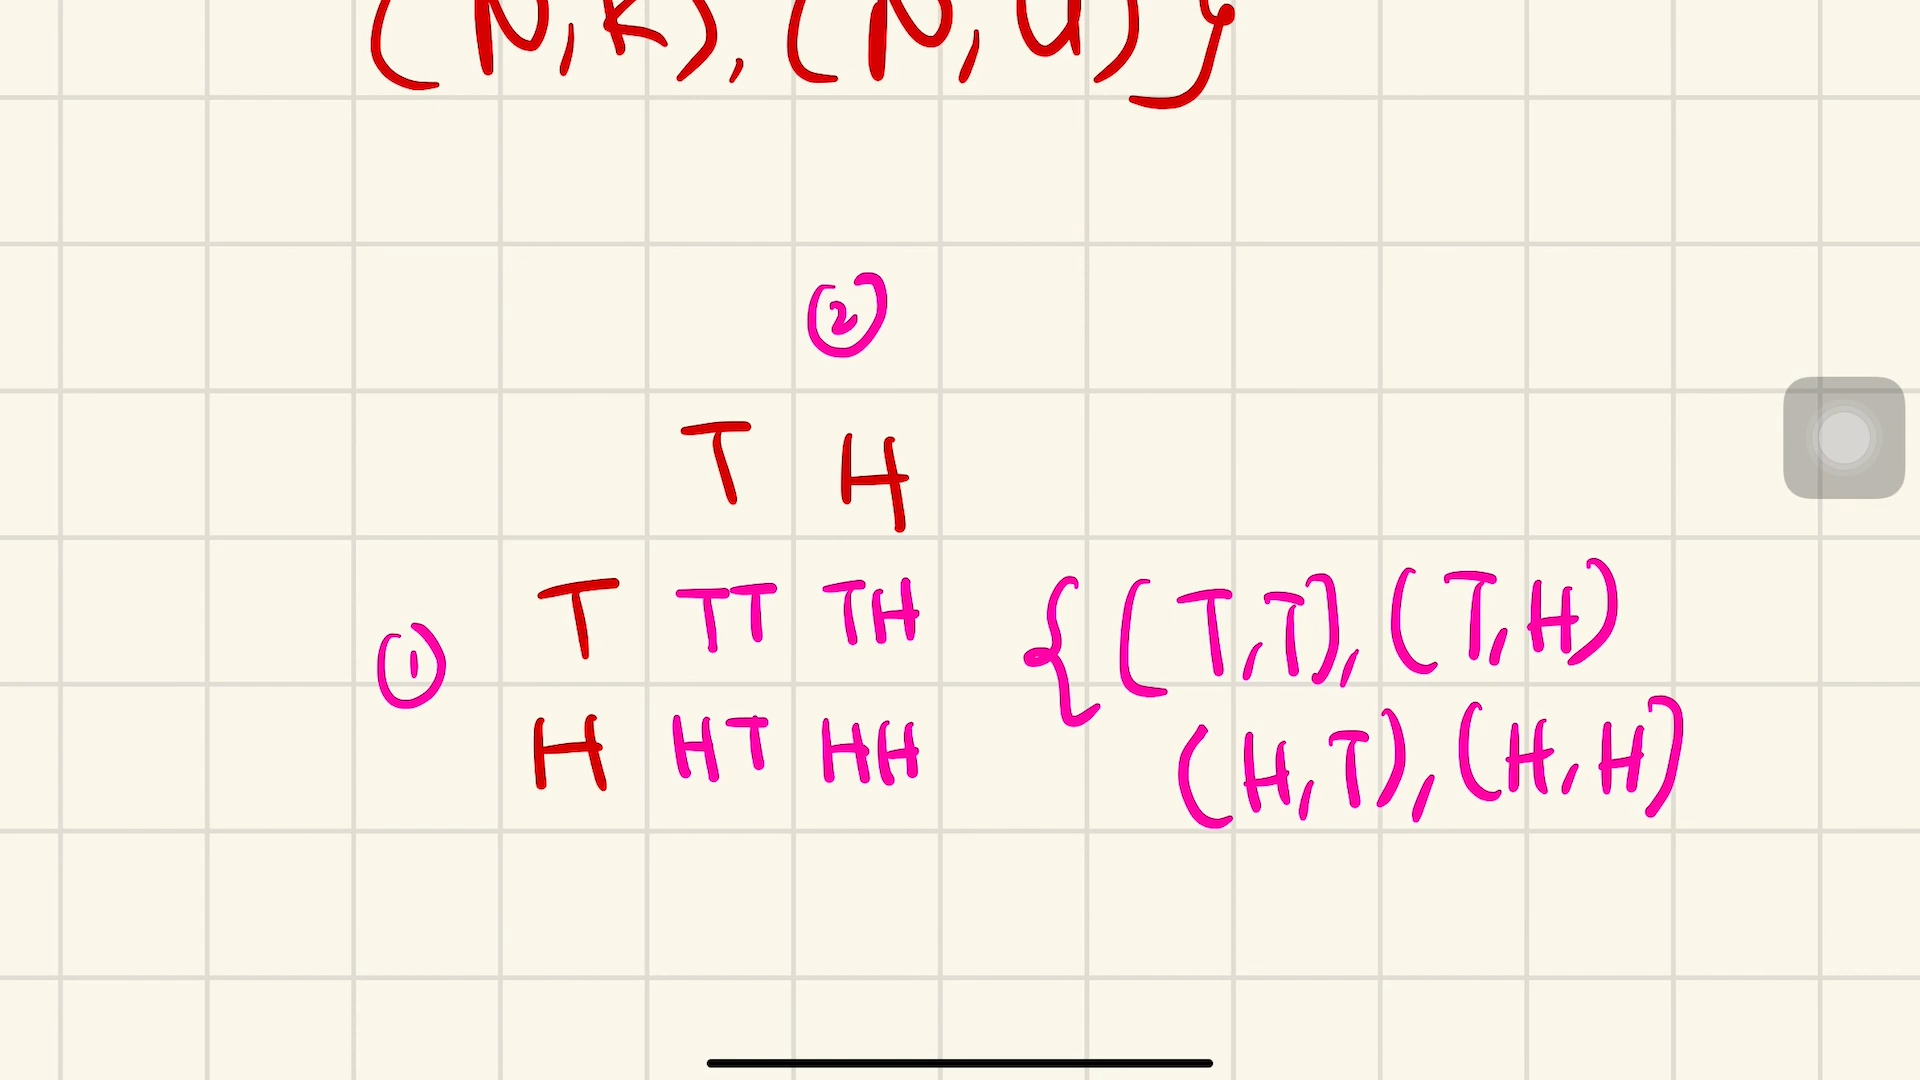 (N,K), (N,U)}
②
T H
T TT TH {(T,T), (T,H)
①
H HT HH (H,T), (H,H)